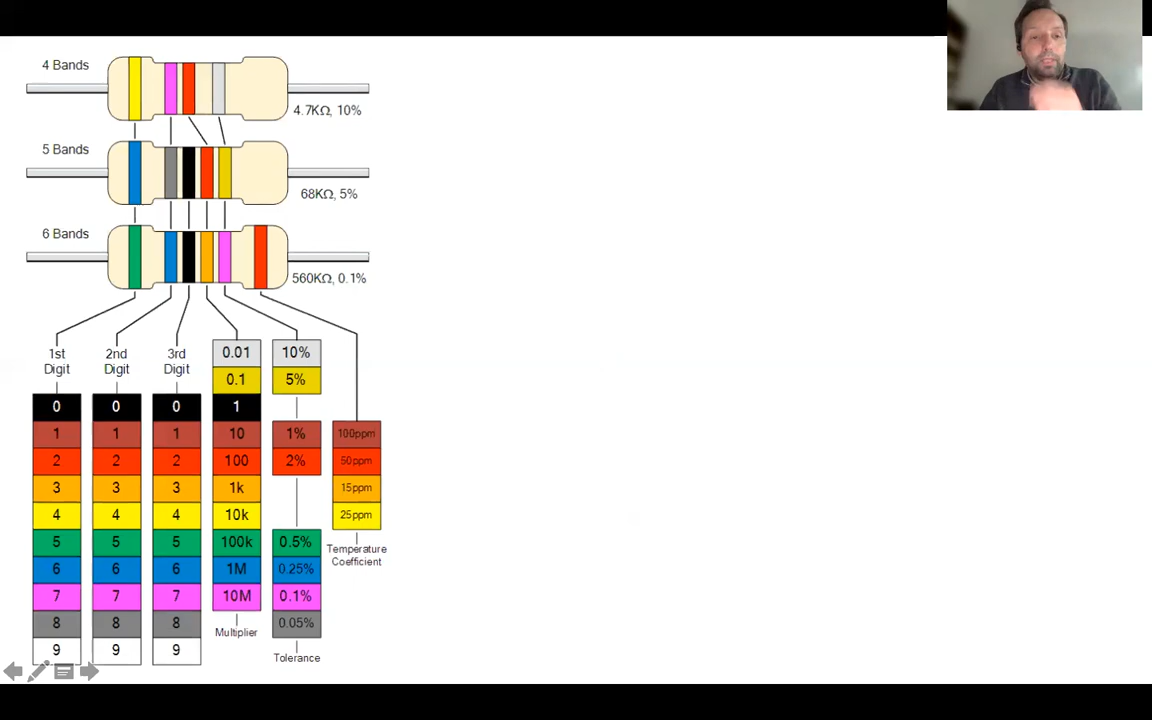 4 Bands
4.7KΩ, 10%
5 Bands
68KΩ, 5%
6 Bands
560KΩ, 0.1%
1st Digit
2nd Digit
3rd Digit
0.01 10%
0.1 5%
0 0 0 1
1 1 1 10 1% 100ppm
2 2 2 100 2% 50ppm
3 3 3 1k 15ppm
4 4 4 10k 25ppm
5 5 5 100k 0.5%
6 6 6 1M 0.25%
7 7 7 10M 0.1%
8 8 8 0.05%
9 9 9
Temperature
Coefficient
Multiplier
Tolerance